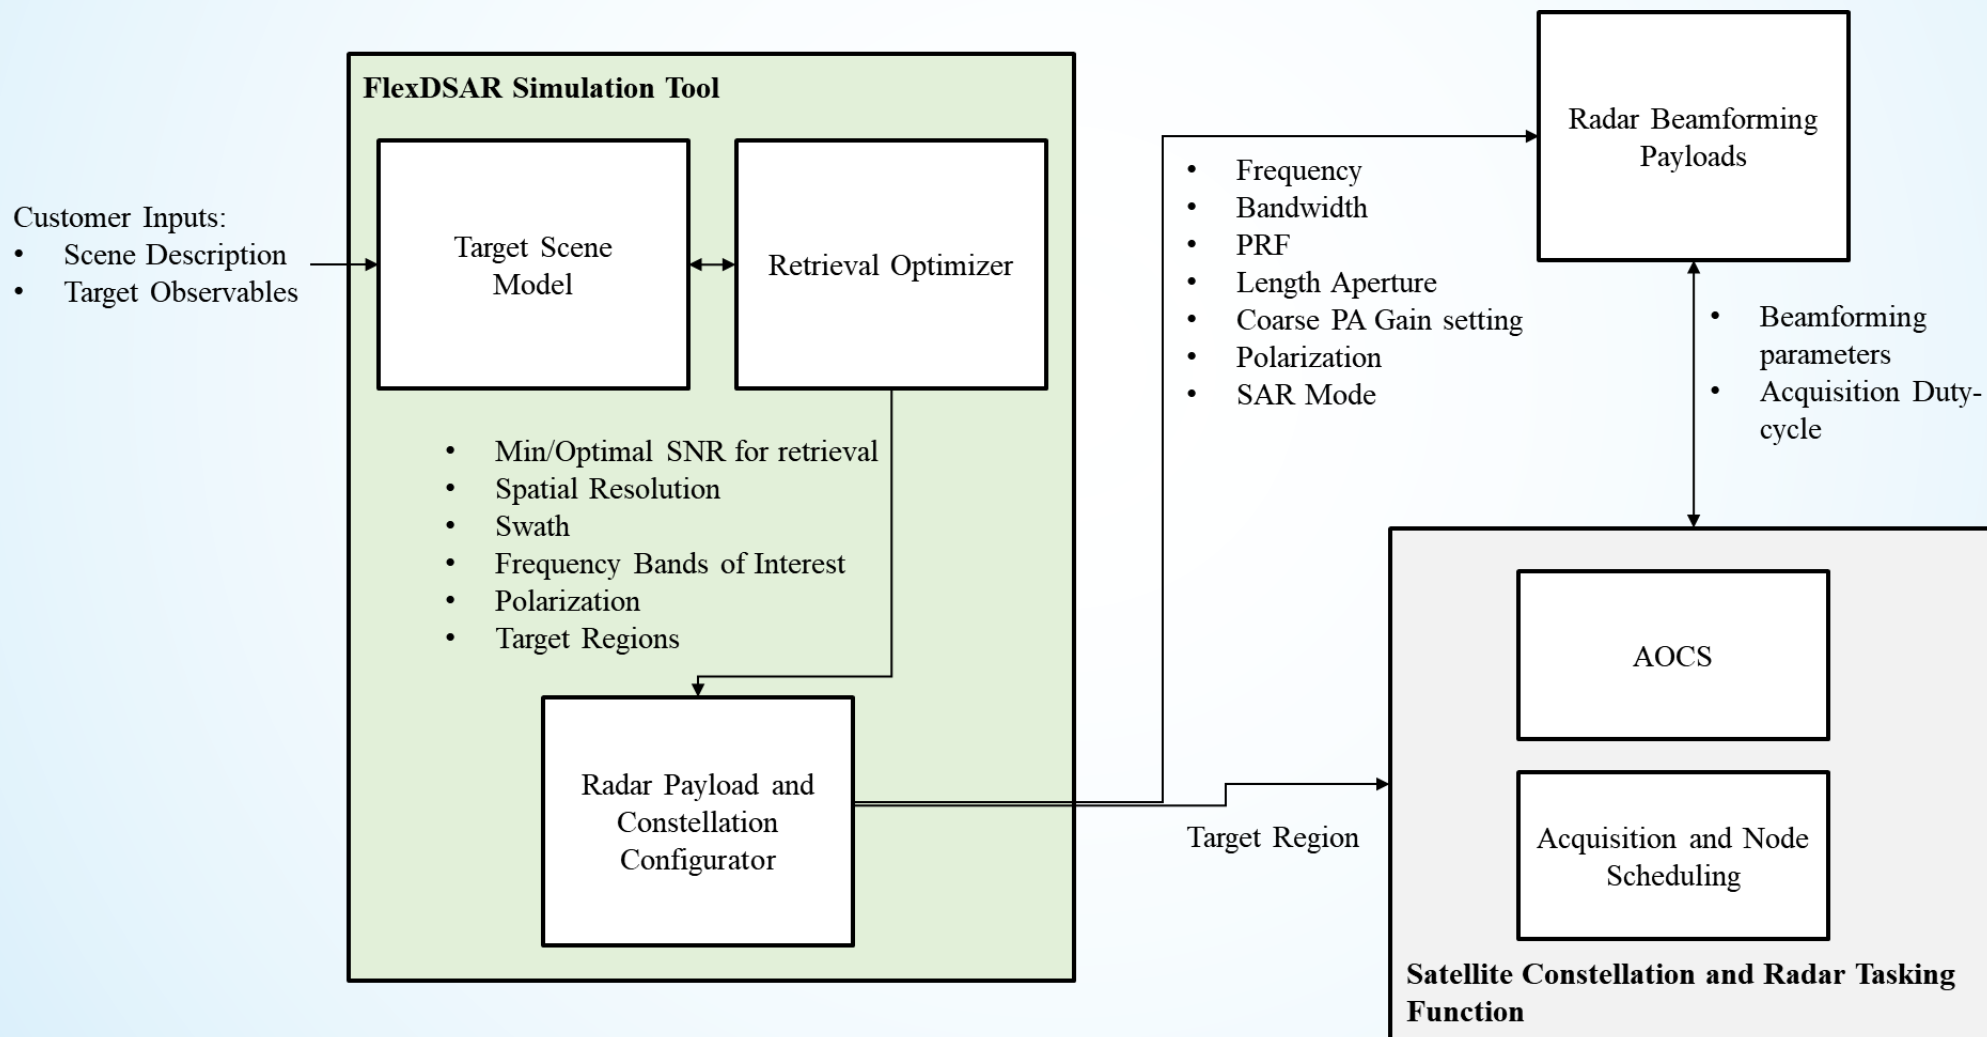 FlexDSAR Simulation Tool
Customer Inputs:
• Scene Description
• Target Observables
Target Scene
Model
Retrieval Optimizer
• Min/Optimal SNR for retrieval
• Spatial Resolution
• Swath
• Frequency Bands of Interest
• Polarization
• Target Regions
Radar Payload and
Constellation
Configurator
• Frequency
• Bandwidth
• PRF
• Length Aperture
• Coarse PA Gain setting
• Polarization
• SAR Mode
Target Region
Radar Beamforming
Payloads
• Beamforming
parameters
• Acquisition Duty-
cycle
AOCS
Acquisition and Node
Scheduling
Satellite Constellation and Radar Tasking
Function